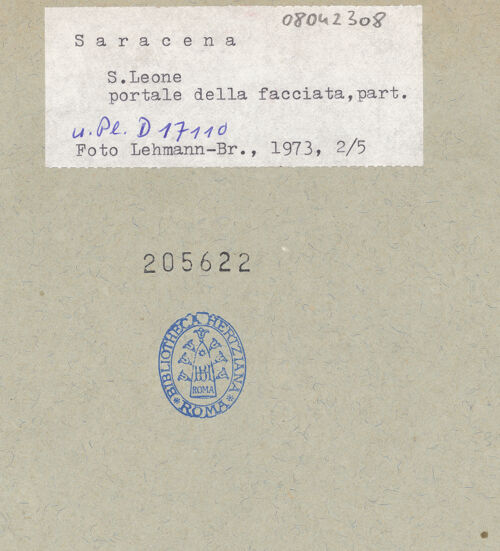 08042308
Saracena
S.Leone
portale della facciata,part.
u. Pl. D 17110
Foto Lehmann-Br., 1973, 2/5
205622
BIBLIOTHECA HERTZIANA
BH
ROMA
* ROMA *